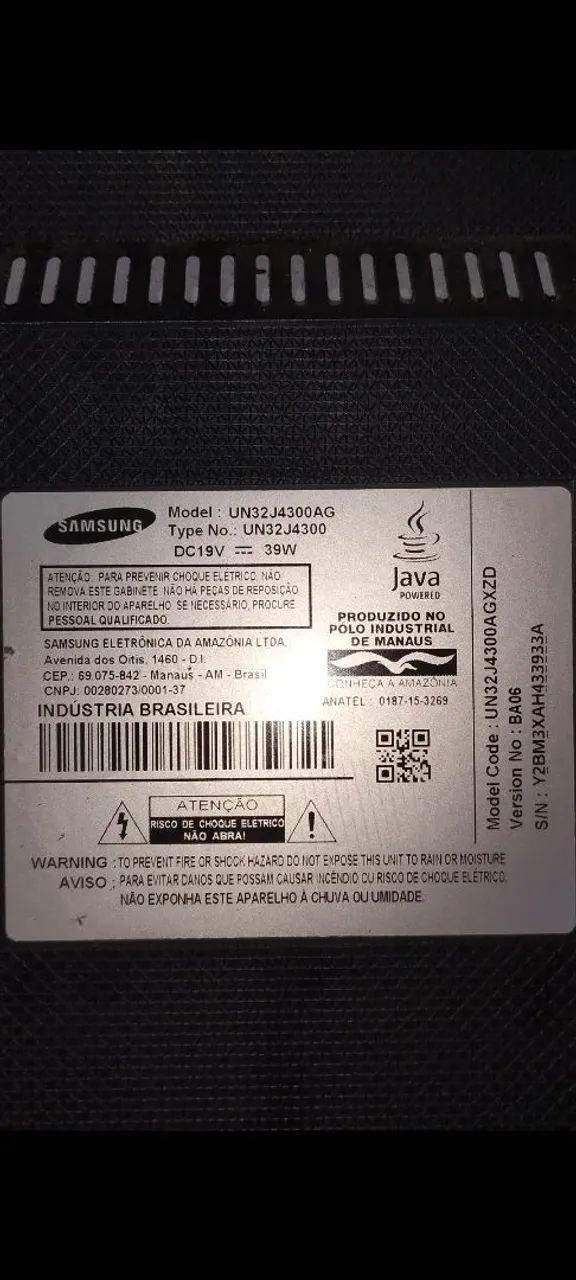 SAMSUNG
Model : UN32J4300AG
Type No.: UN32J4300
DC19V ⎓ 39W
ATENÇÃO: PARA PREVENIR CHOQUE ELÉTRICO NÃO
REMOVA ESTE GABINETE NÃO HÁ PEÇAS DE REPOSIÇÃO
NO INTERIOR DO APARELHO. SE NECESSÁRIO, PROCURE
PESSOAL QUALIFICADO.
SAMSUNG ELETRÔNICA DA AMAZÔNIA LTDA.
Avenida dos Oitis, 1460 - D.I.
CEP.: 69.075-842 - Manaus - AM - Brasil
CNPJ.: 00280273/0001-37
INDÚSTRIA BRASILEIRA
Java
POWERED
PRODUZIDO NO
PÓLO INDUSTRIAL
DE MANAUS
CONHEÇA A AMAZÔNIA
ANATEL : 0187-15-3269
ATENÇÃO
RISCO DE CHOQUE ELÉTRICO
NÃO ABRA!
WARNING : TO PREVENT FIRE OR SHOCK HAZARD DO NOT EXPOSE THIS UNIT TO RAIN OR MOISTURE
AVISO : PARA EVITAR DANOS QUE POSSAM CAUSAR INCÊNDIO OU RISCO DE CHOQUE ELÉTRICO,
NÃO EXPONHA ESTE APARELHO À CHUVA OU UMIDADE.
Model Code : UN32J4300AGXZD
Version No : BA06
S/N : Y2BM3XAH433933A